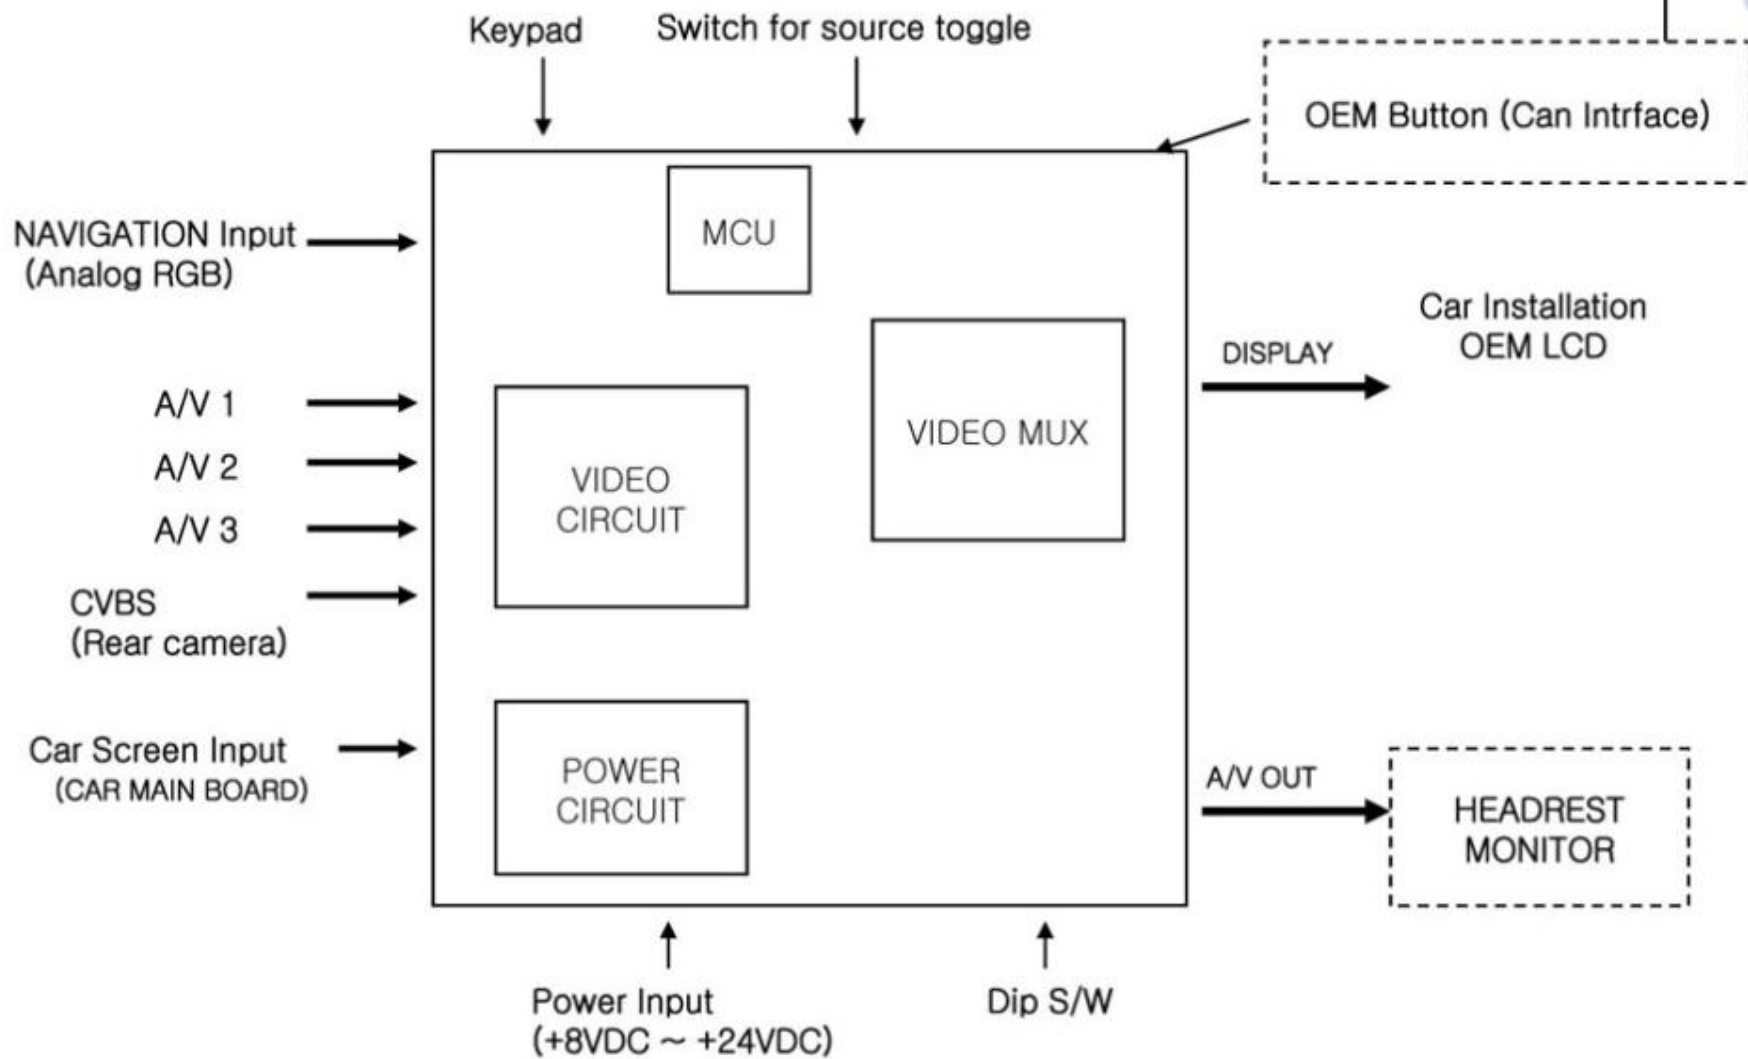 Keypad
Switch for source toggle
OEM Button (Can Intrface)
MCU
NAVIGATION Input
(Analog RGB)
Car Installation
OEM LCD
DISPLAY
A/V 1
A/V 2
A/V 3
VIDEO
CIRCUIT
VIDEO MUX
CVBS
(Rear camera)
Car Screen Input
(CAR MAIN BOARD)
POWER
CIRCUIT
A/V OUT
HEADREST
MONITOR
Power Input
(+8VDC ~ +24VDC)
Dip S/W